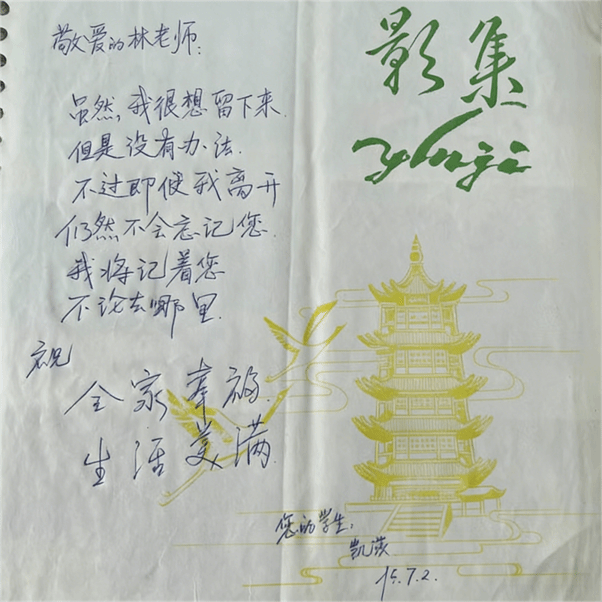 敬爱的林老师:
虽然,我很想留下来.
但是没有办法.
不过即使我离开
仍然不会忘记您.
我将记着您
不论去哪里.
祝
全家幸福.
生活美满.
影集
Yingji
您的学生:
凯莎
15.7.2.